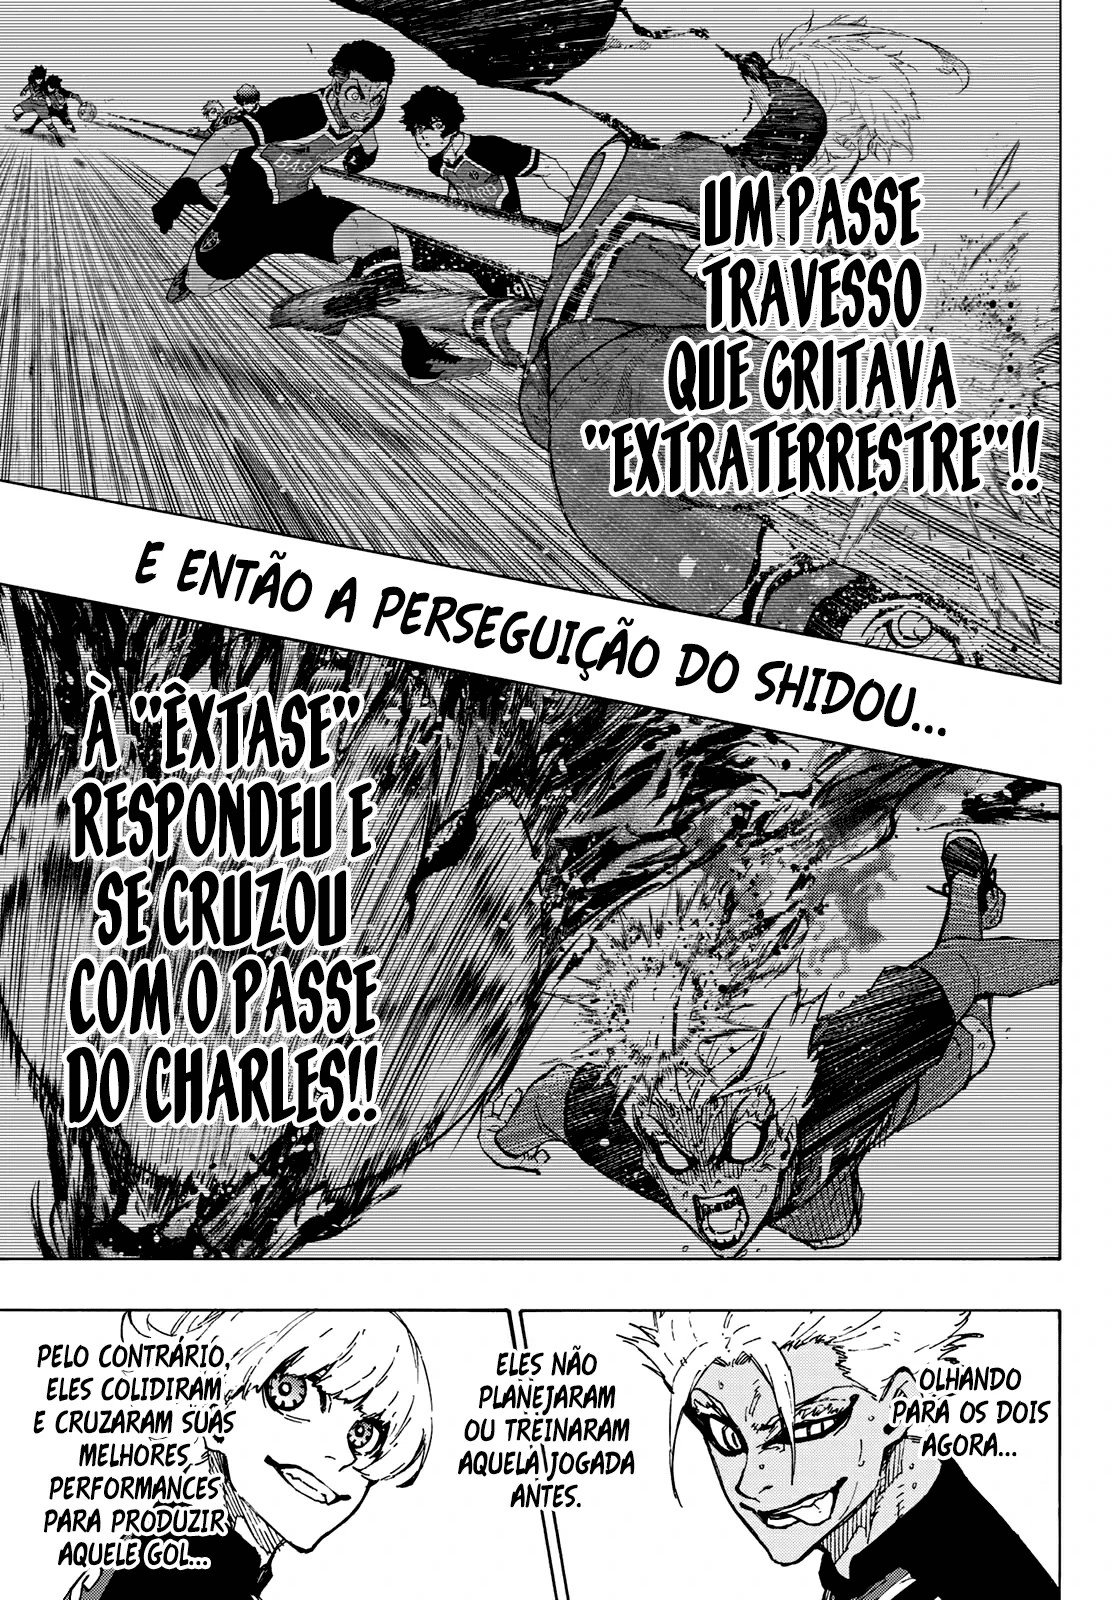 UM PASSE
TRAVESSO
QUE GRITAVA
"EXTRATERRESTRE"!!
E ENTÃO A PERSEGUIÇÃO DO SHIDOU...
À "ÊXTASE"
RESPONDEU E
SE CRUZOU
COM O PASSE
DO CHARLES!!
OLHANDO
PARA OS DOIS
AGORA...
ELES NÃO
PLANEJARAM
OU TREINARAM
AQUELA JOGADA
ANTES.
PELO CONTRÁRIO,
ELES COLIDIRAM
E CRUZARAM SUAS
MELHORES
PERFORMANCES
PARA PRODUZIR
AQUELE GOL...